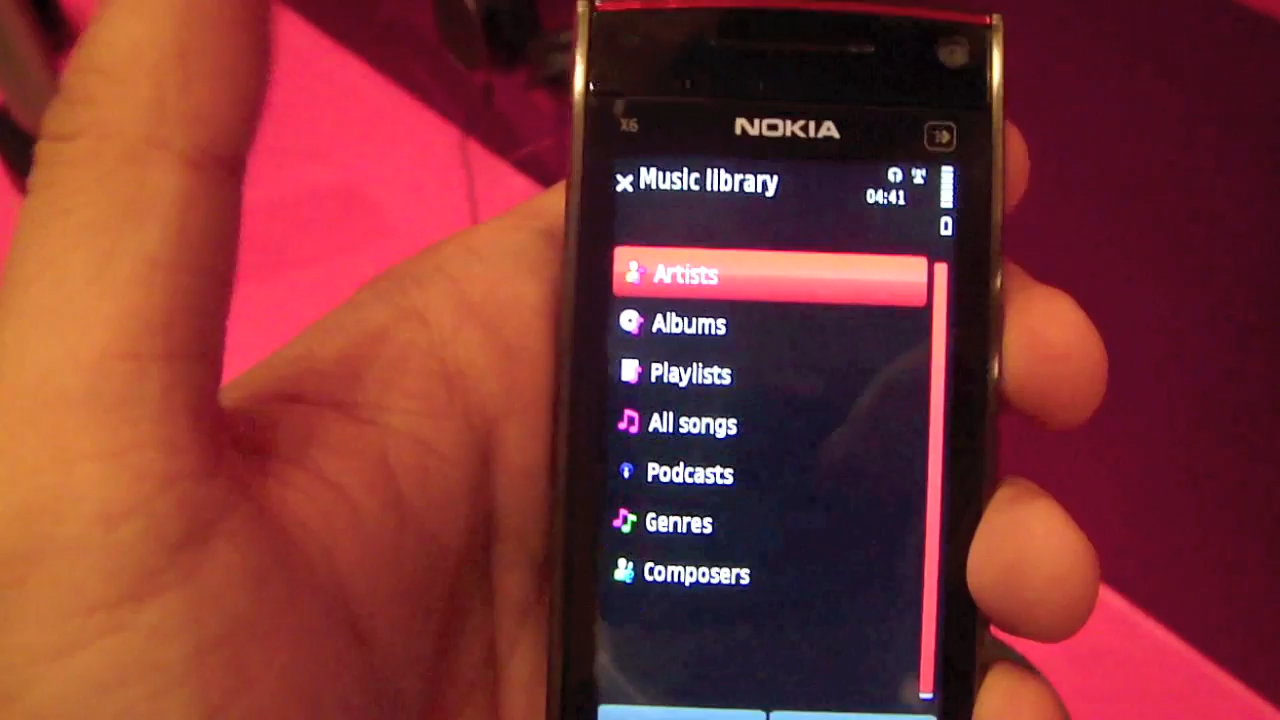 X6
NOKIA
Music library
04:41
Artists
Albums
Playlists
All songs
Podcasts
Genres
Composers